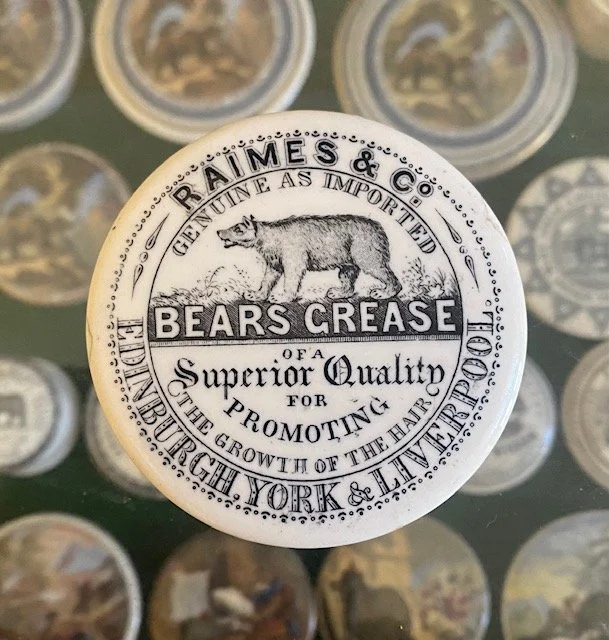 RAIMES & Co.
GENUINE AS IMPORTED
BEARS GREASE
OF A
Superior Quality
FOR
PROMOTING
THE GROWTH OF THE HAIR
EDINBURGH, YORK & LIVERPOOL